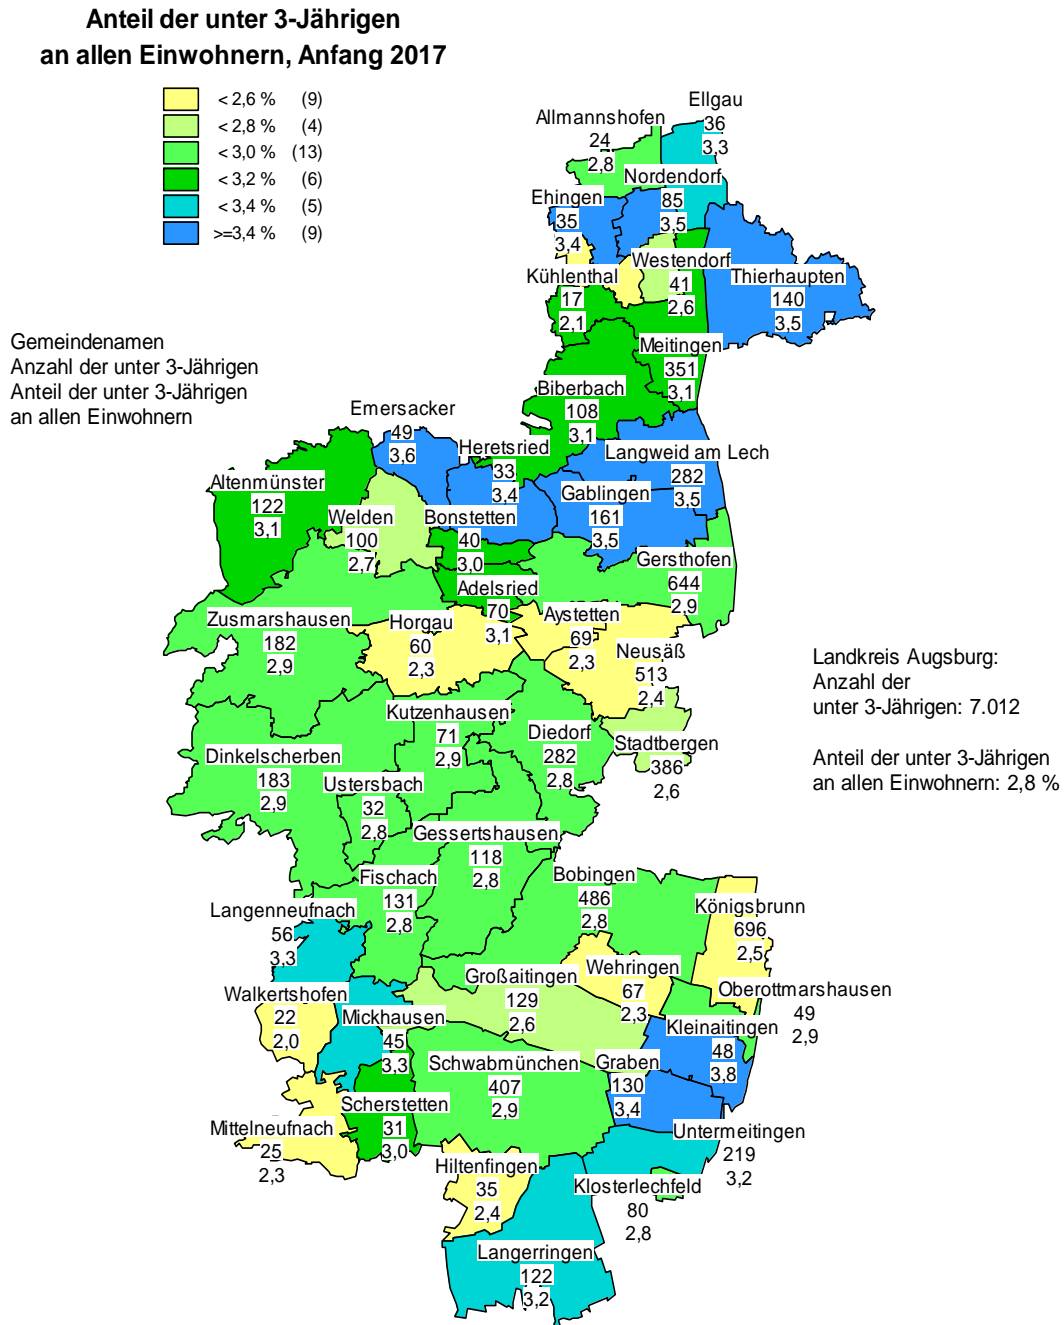 Anteil der unter 3-Jährigen
an allen Einwohnern, Anfang 2017
< 2,6 % (9)
< 2,8 % (4)
< 3,0 % (13)
< 3,2 % (6)
< 3,4 % (5)
>=3,4 % (9)
Gemeindenamen
Anzahl der unter 3-Jährigen
Anteil der unter 3-Jährigen
an allen Einwohnern
Ellgau
36
3,3
Allmannshofen
24
2,8
Nordendorf
85
3,5
Ehingen
35
3,4
Westendorf
41
2,6
Thierhaupten
140
3,5
Kühlenthal
17
2,1
Meitingen
351
3,1
Biberbach
108
3,1
Emersacker
49
3,6
Heretsried
33
3,4
Langweid am Lech
282
3,5
Altenmünster
122
3,1
Gablingen
161
3,5
Welden
100
2,7
Bonstetten
40
3,0
Gersthofen
644
2,9
Adelsried
70
3,1
Zusmarshausen
182
2,9
Horgau
60
2,3
Aystetten
69
2,3
Neusäß
513
2,4
Landkreis Augsburg:
Anzahl der
unter 3-Jährigen: 7.012
Anteil der unter 3-Jährigen
an allen Einwohnern: 2,8 %
Kutzenhausen
71
2,9
Diedorf
282
2,8
Stadtbergen
386
2,6
Dinkelscherben
183
2,9
Ustersbach
32
2,8
Gessertshausen
118
2,8
Fischach
131
2,8
Bobingen
486
2,8
Königsbrunn
696
2,5
Langenneufnach
56
3,3
Großaitingen
129
2,6
Wehringen
67
2,3
Oberottmarshausen
49
2,9
Walkertshofen
22
2,0
Mickhausen
45
3,3
Kleinaitingen
48
3,8
Schwabmünchen
407
2,9
Graben
130
3,4
Scherstetten
31
3,0
Mittelneufnach
25
2,3
Untermeitingen
219
3,2
Hiltenfingen
35
2,4
Klosterlechfeld
80
2,8
Langerringen
122
3,2